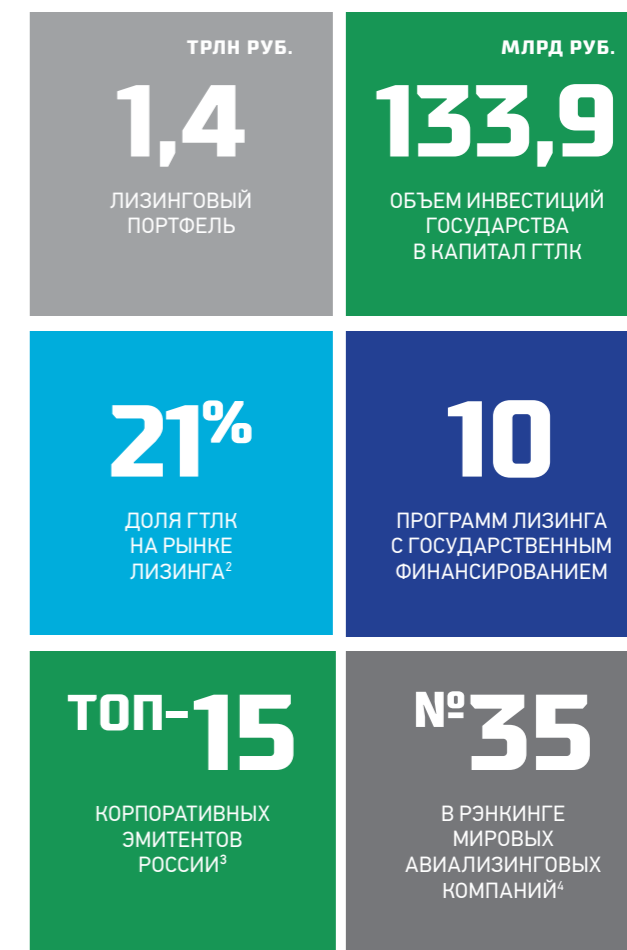 ТРЛН РУБ.
1,4
ЛИЗИНГОВЫЙ
ПОРТФЕЛЬ
МЛРД РУБ.
133,9
ОБЪЕМ ИНВЕСТИЦИЙ
ГОСУДАРСТВА
В КАПИТАЛ ГТЛК
21%
ДОЛЯ ГТЛК
НА РЫНКЕ
ЛИЗИНГА²
10
ПРОГРАММ ЛИЗИНГА
С ГОСУДАРСТВЕННЫМ
ФИНАНСИРОВАНИЕМ
ТОП-15
КОРПОРАТИВНЫХ
ЭМИТЕНТОВ
РОССИИ³
№35
В РЭНКИНГЕ
МИРОВЫХ
АВИАЛИЗИНГОВЫХ
КОМПАНИЙ⁴